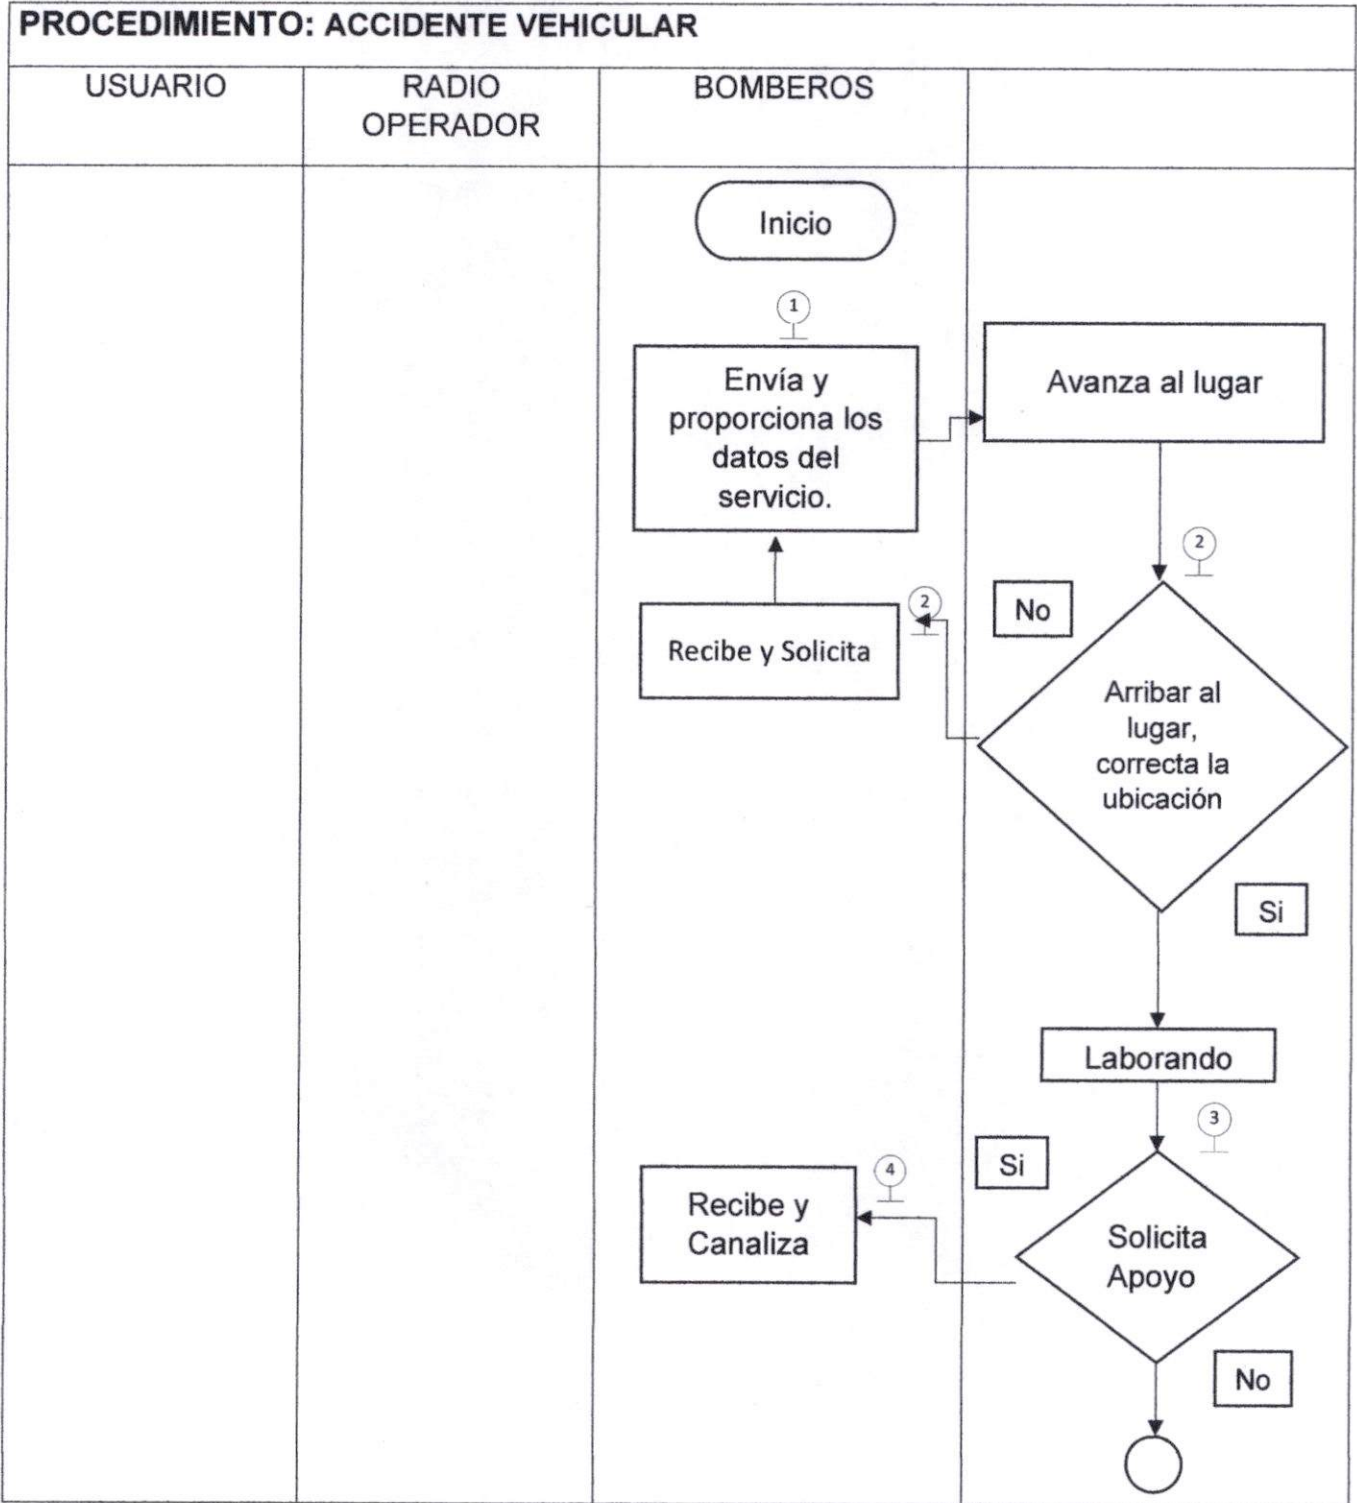 PROCEDIMIENTO: ACCIDENTE VEHICULAR
USUARIO
RADIO
OPERADOR
BOMBEROS
Inicio
1
Envía y
proporciona los
datos del
servicio.
Avanza al lugar
2
No
2
Recibe y Solicita
Arribar al
lugar,
correcta la
ubicación
Si
Laborando
3
Si
4
Recibe y
Canaliza
Solicita
Apoyo
No